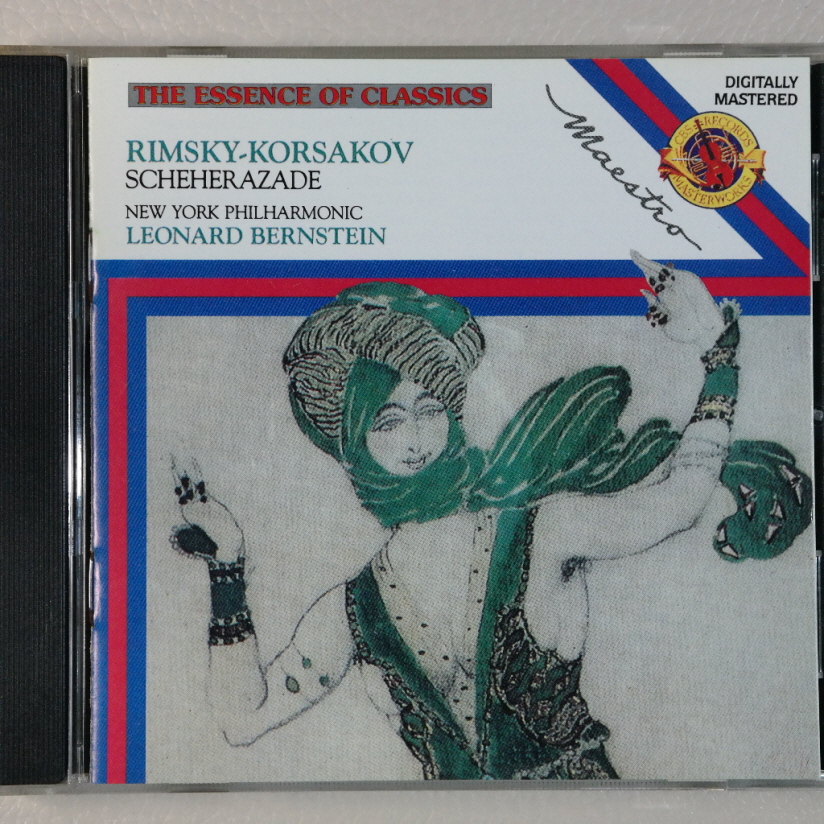 THE ESSENCE OF CLASSICS
RIMSKY-KORSAKOV
SCHEHERAZADE
NEW YORK PHILHARMONIC
LEONARD BERNSTEIN
Maestro
DIGITALLY
MASTERED
CBS RECORDS
MASTERWORKS